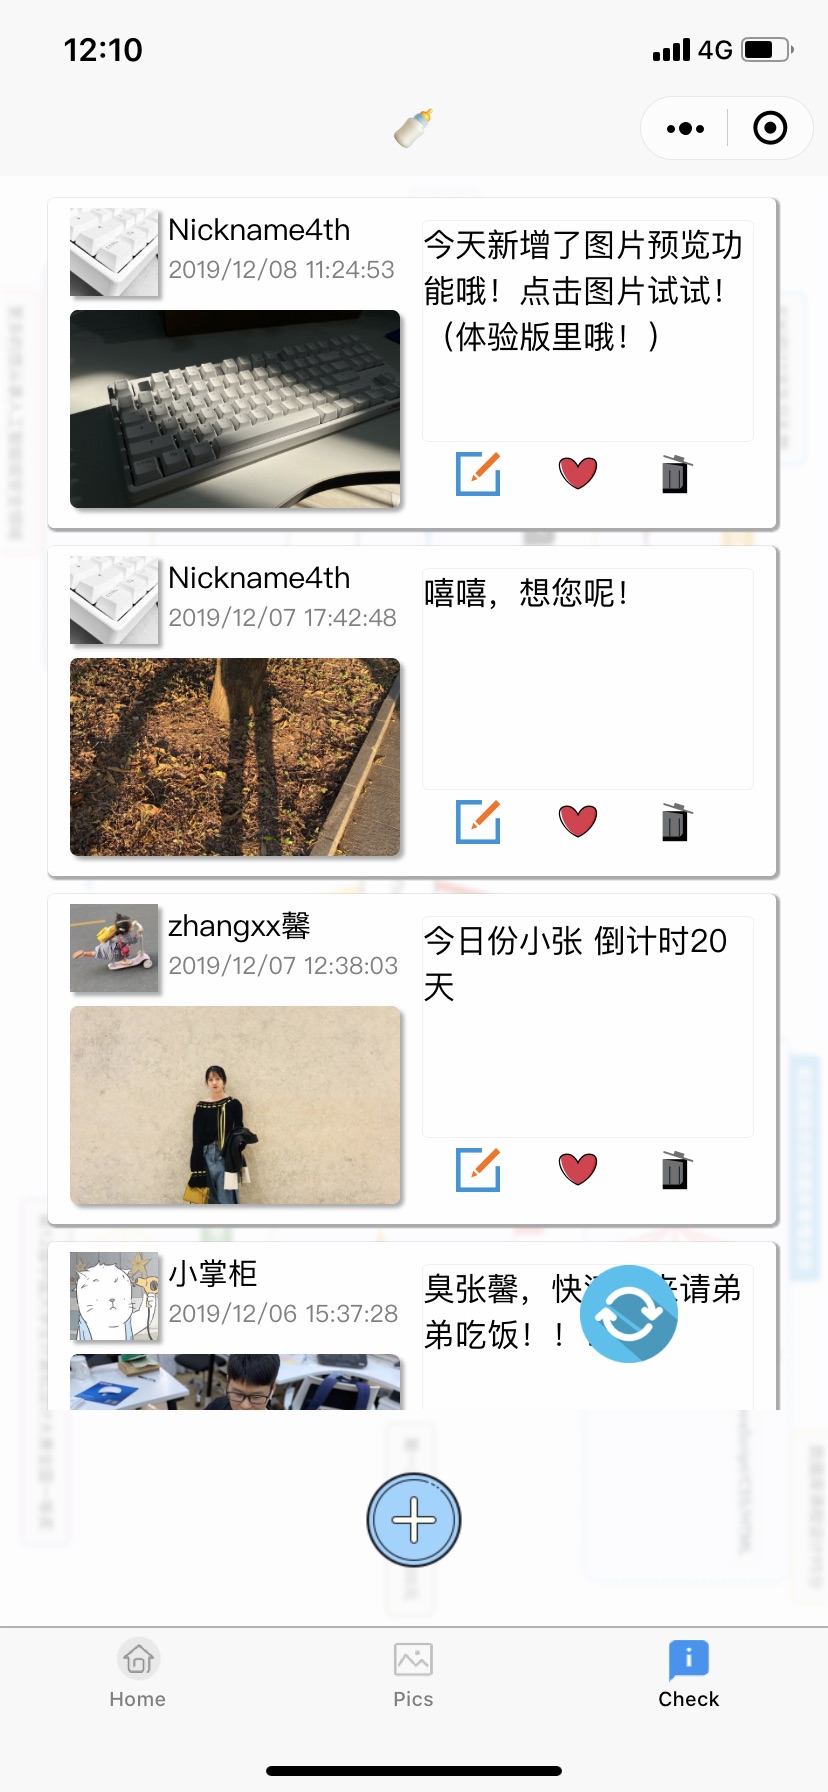 12:10
4G
Nickname4th
2019/12/08 11:24:53
今天新增了图片预览功
能哦！点击图片试试！
（体验版里哦！）
Nickname4th
2019/12/07 17:42:48
嘻嘻，想您呢！
zhangxx馨
2019/12/07 12:38:03
今日份小张 倒计时20
天
小掌柜
2019/12/06 15:37:28
臭张馨，快 来请弟
弟吃饭！！
Home
Pics
Check